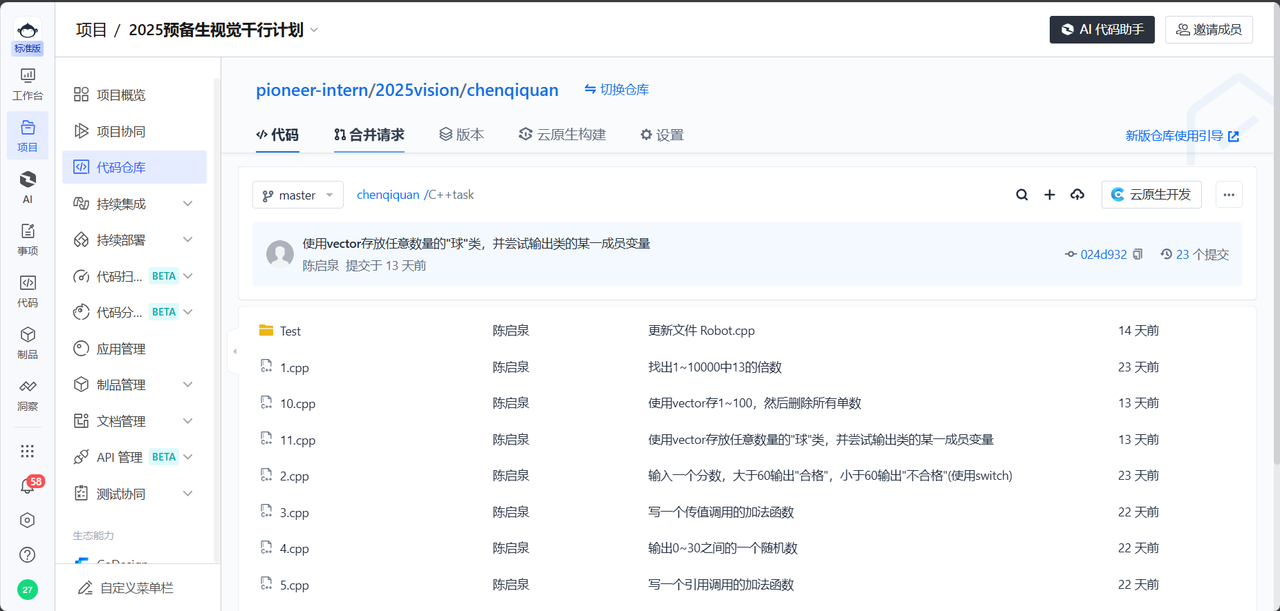 标准版
工作台
项目
AI
事项
代码
制品
洞察
58
27
项目 / 2025预备生视觉干行计划
AI 代码助手
邀请成员
项目概览
项目协同
代码仓库
持续集成
持续部署
代码扫... BETA
代码分... BETA
应用管理
制品管理
文档管理
API 管理 BETA
测试协同
生态能力
CoDesign
自定义菜单栏
pioneer-intern/2025vision/chenqiquan 切换仓库
代码 合并请求 版本 云原生构建 设置
新版仓库使用引导
master chenqiquan /C++task
云原生开发
使用vector存放任意数量的"球"类，并尝试输出类的某一成员变量
陈启泉 提交于 13 天前
024d932 23 个提交
Test 陈启泉 更新文件 Robot.cpp 14 天前
1.cpp 陈启泉 找出1~10000中13的倍数 23 天前
10.cpp 陈启泉 使用vector存1~100，然后删除所有单数 13 天前
11.cpp 陈启泉 使用vector存放任意数量的"球"类，并尝试输出类的某一成员变量 13 天前
2.cpp 陈启泉 输入一个分数，大于60输出"合格"，小于60输出"不合格"(使用switch) 23 天前
3.cpp 陈启泉 写一个传值调用的加法函数 22 天前
4.cpp 陈启泉 输出0~30之间的一个随机数 22 天前
5.cpp 陈启泉 写一个引用调用的加法函数 22 天前